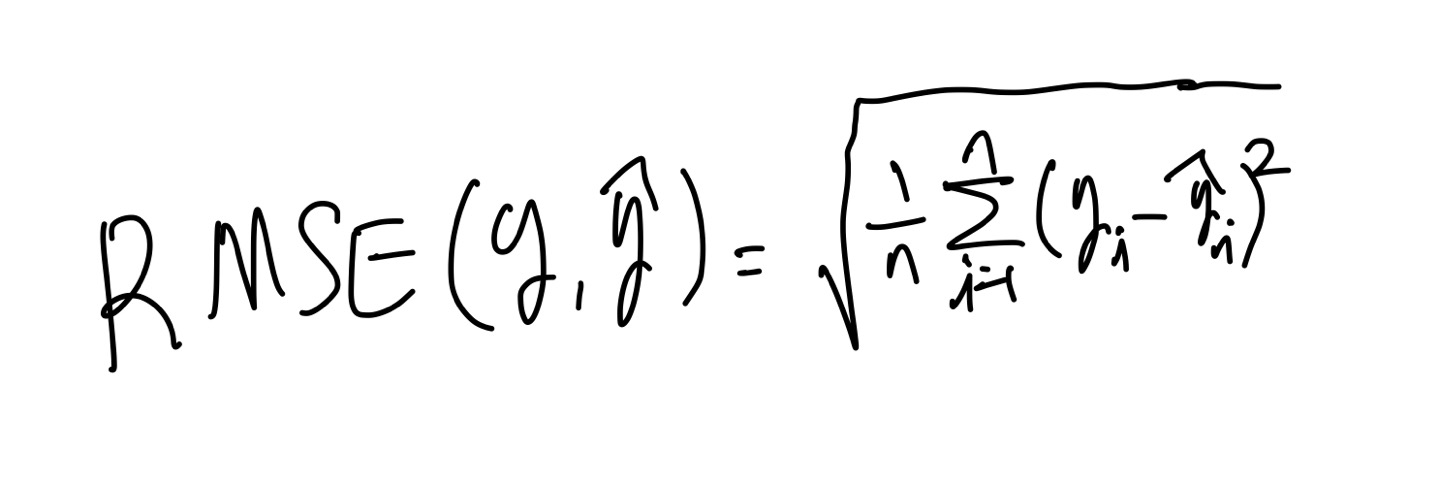 RMSE(y, ŷ) = √(1/n ∑_{i=1}^{n} (y_i - ŷ_i)²)